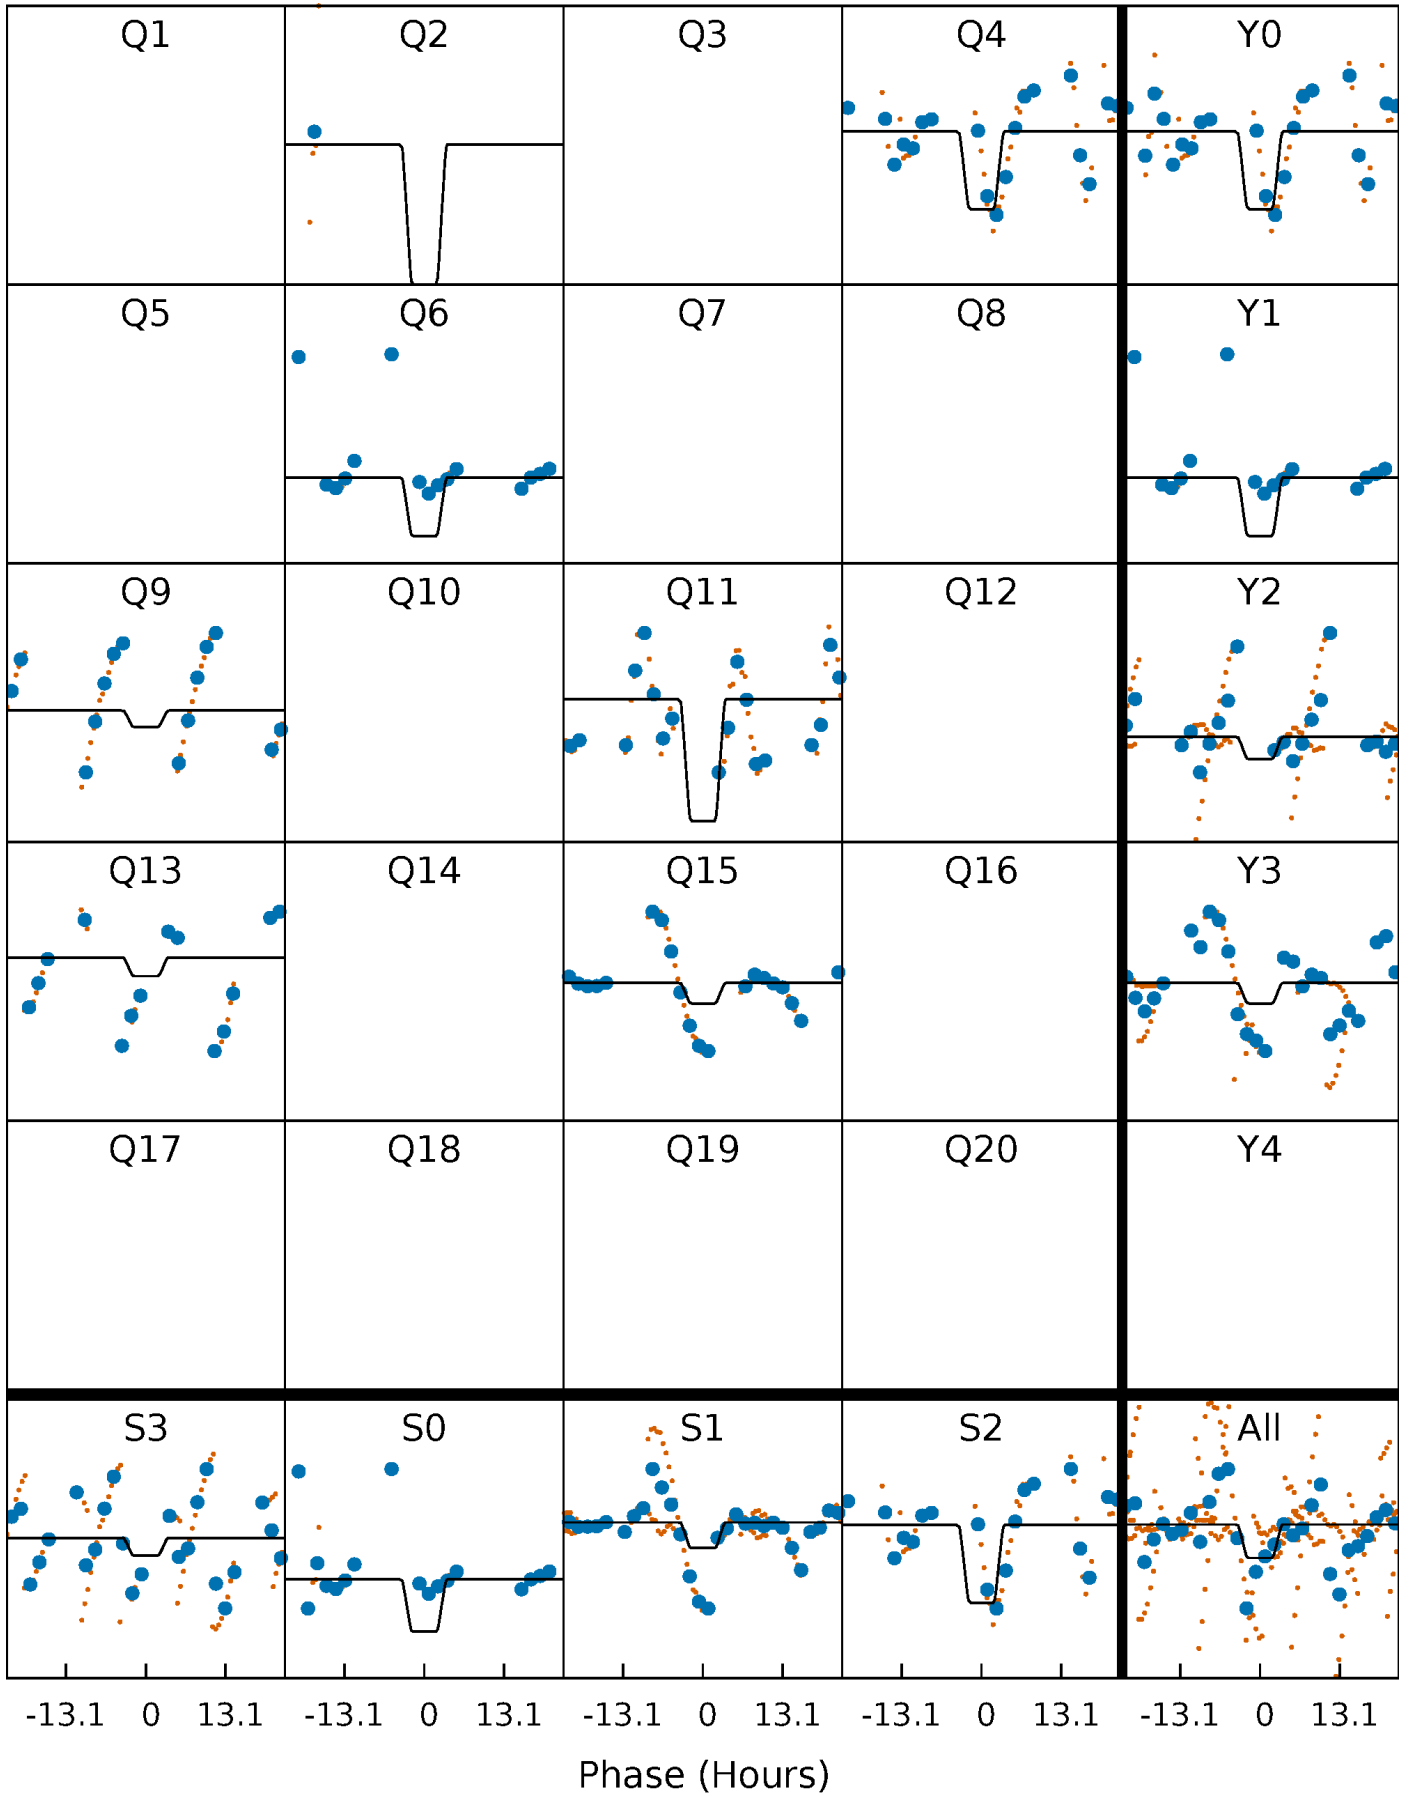 Q1 Q2 Q3 Q4 Y0
Q5 Q6 Q7 Q8 Y1
Q9 Q10 Q11 Q12 Y2
Q13 Q14 Q15 Q16 Y3
Q17 Q18 Q19 Q20 Y4
S3 S0 S1 S2 All
-13.1 0 13.1 -13.1 0 13.1 -13.1 0 13.1 -13.1 0 13.1 -13.1 0 13.1
Phase (Hours)